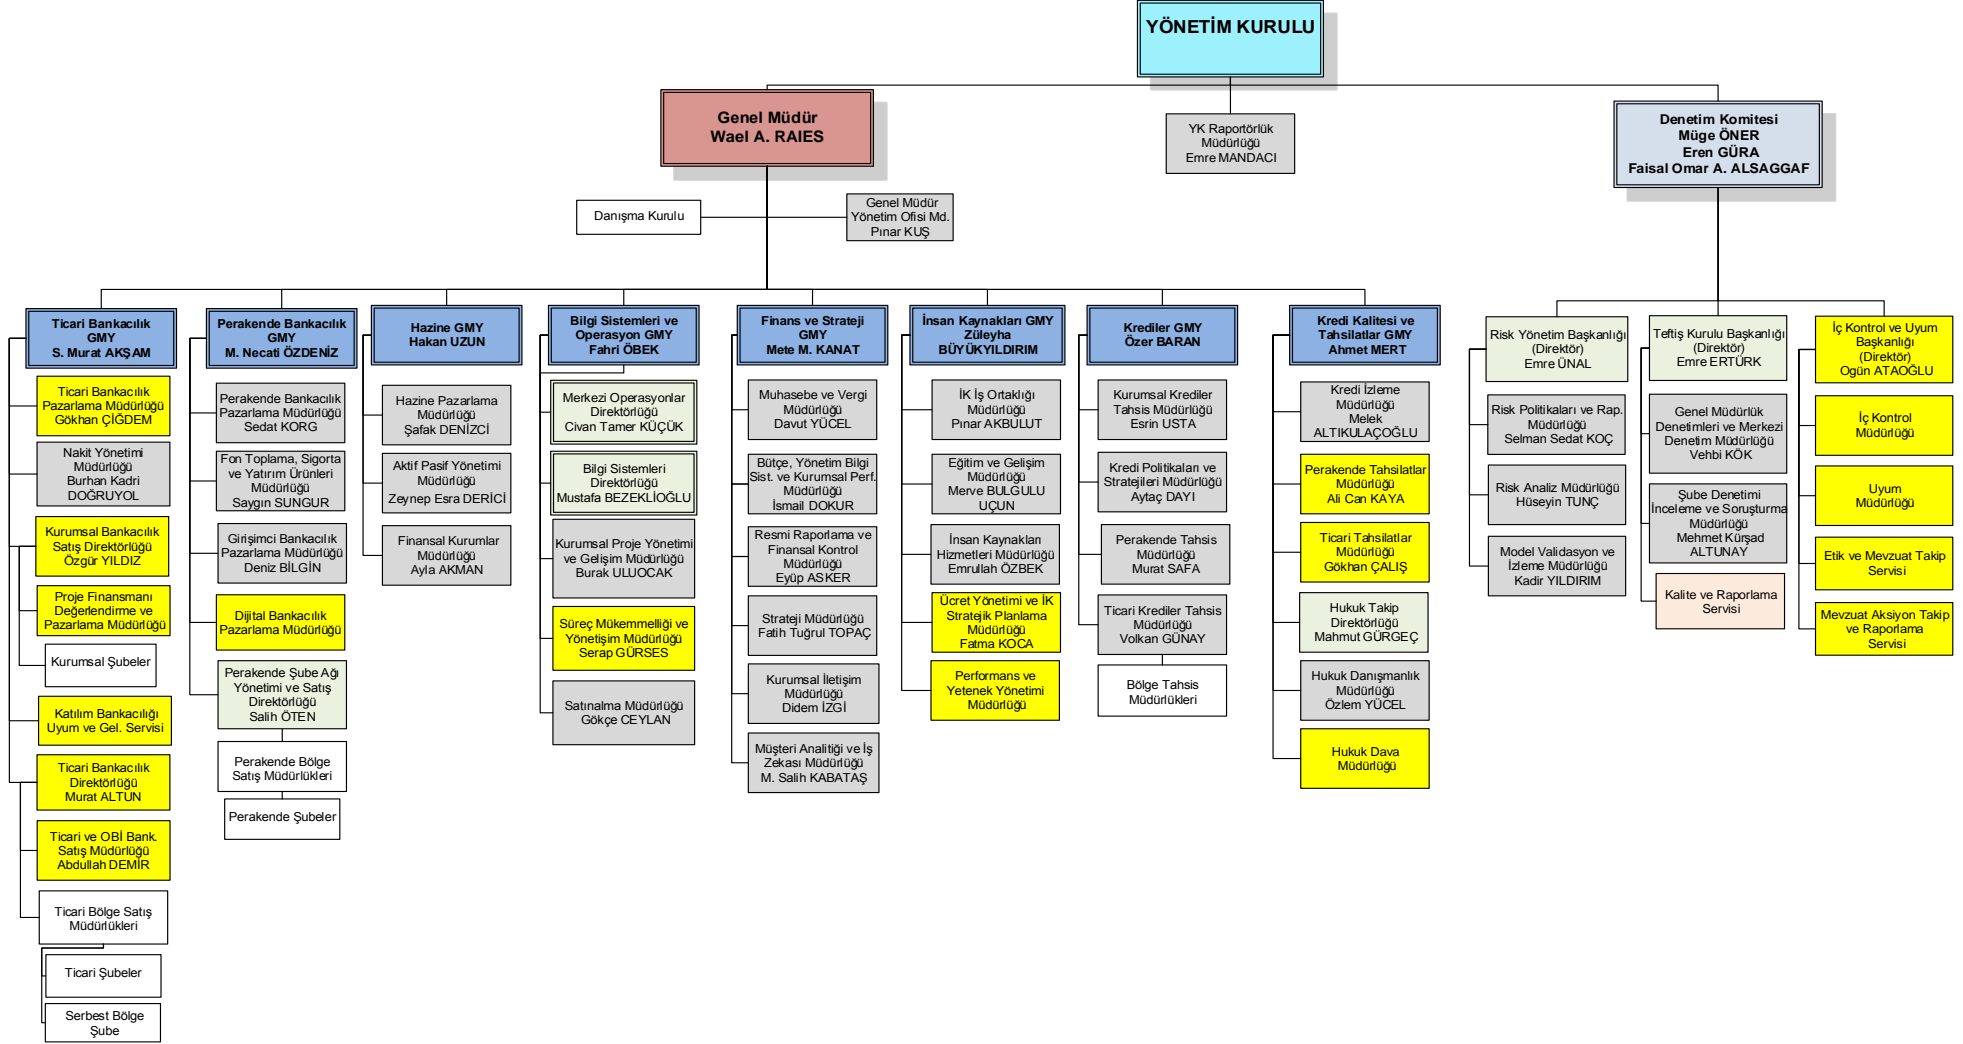 YÖNETİM KURULU
Genel Müdür
Wael A. RAIES
YK Raportörlük
Müdürlüğü
Emre MANDACI
Denetim Komitesi
Müge ÖNER
Eren GÜRA
Faisal Omar A. ALSAGGAF
Danışma Kurulu
Genel Müdür
Yönetim Ofisi Md.
Pınar KUŞ
Ticari Bankacılık
GMY
S. Murat AKŞAM
Ticari Bankacılık
Pazarlama Müdürlüğü
Gökhan ÇİĞDEM
Nakit Yönetimi
Müdürlüğü
Burhan Kadri
DOĞRUYOL
Kurumsal Bankacılık
Satış Direktörlüğü
Özgür YILDIZ
Proje Finansmanı
Değerlendirme ve
Pazarlama Müdürlüğü
Kurumsal Şubeler
Katılım Bankacılığı
Uyum ve Gel. Servisi
Ticari Bankacılık
Direktörlüğü
Murat ALTUN
Ticari ve OBİ Bank.
Satış Müdürlüğü
Abdullah DEMİR
Ticari Bölge Satış
Müdürlükleri
Ticari Şubeler
Serbest Bölge
Şube
Perakende Bankacılık
GMY
M. Necati ÖZDENİZ
Perakende Bankacılık
Pazarlama Müdürlüğü
Sedat KORG
Fon Toplama, Sigorta
ve Yatırım Ürünleri
Müdürlüğü
Saygın SUNGUR
Girişimci Bankacılık
Pazarlama Müdürlüğü
Deniz BİLGİN
Dijital Bankacılık
Pazarlama Müdürlüğü
Perakende Şube Ağı
Yönetimi ve Satış
Direktörlüğü
Salih ÖTEN
Perakende Bölge
Satış Müdürlükleri
Perakende Şubeler
Hazine GMY
Hakan UZUN
Hazine Pazarlama
Müdürlüğü
Şafak DENİZCİ
Aktif Pasif Yönetimi
Müdürlüğü
Zeynep Esra DERİCİ
Finansal Kurumlar
Müdürlüğü
Ayla AKMAN
Bilgi Sistemleri ve
Operasyon GMY
Fahri ÖBEK
Merkezi Operasyonlar
Direktörlüğü
Civan Tamer KÜÇÜK
Bilgi Sistemleri
Direktörlüğü
Mustafa BEZEKLİOĞLU
Kurumsal Proje Yönetimi
ve Gelişim Müdürlüğü
Burak ULUOCAK
Süreç Mükemmelliği ve
Yönetişim Müdürlüğü
Serap GÜRSES
Satınalma Müdürlüğü
Gökçe CEYLAN
Finans ve Strateji
GMY
Mete M. KANAT
Muhasebe ve Vergi
Müdürlüğü
Davut YÜCEL
Bütçe, Yönetim Bilgi
Sist. ve Kurumsal Perf.
Müdürlüğü
İsmail DOKUR
Resmi Raporlama ve
Finansal Kontrol
Müdürlüğü
Eyüp ASKER
Strateji Müdürlüğü
Fatih Tuğrul TOPAÇ
Kurumsal İletişim
Müdürlüğü
Didem İZGİ
Müşteri Analitiği ve İş
Zekası Müdürlüğü
M. Salih KABATAŞ
İnsan Kaynakları GMY
Züleyha
BÜYÜKYILDIRIM
İK İş Ortaklığı
Müdürlüğü
Pınar AKBULUT
Eğitim ve Gelişim
Müdürlüğü
Merve BULGULU
UÇUN
İnsan Kaynakları
Hizmetleri Müdürlüğü
Emrullah ÖZBEK
Ücret Yönetimi ve İK
Stratejik Planlama
Müdürlüğü
Fatma KOCA
Performans ve
Yetenek Yönetimi
Müdürlüğü
Krediler GMY
Özer BARAN
Kurumsal Krediler
Tahsis Müdürlüğü
Esrin USTA
Kredi Politikaları ve
Stratejileri Müdürlüğü
Aytaç DAYI
Perakende Tahsis
Müdürlüğü
Murat SAFA
Ticari Krediler Tahsis
Müdürlüğü
Volkan GÜNAY
Bölge Tahsis
Müdürlükleri
Kredi Kalitesi ve
Tahsilatlar GMY
Ahmet MERT
Kredi İzleme
Müdürlüğü
Melek
ALTIKULAÇOĞLU
Perakende Tahsilatlar
Müdürlüğü
Ali Can KAYA
Ticari Tahsilatlar
Müdürlüğü
Gökhan ÇALIŞ
Hukuk Takip
Direktörlüğü
Mahmut GÜRGEÇ
Hukuk Danışmanlık
Müdürlüğü
Özlem YÜCEL
Hukuk Dava
Müdürlüğü
Risk Yönetim Başkanlığı
(Direktör)
Emre ÜNAL
Risk Politikaları ve Rap.
Müdürlüğü
Selman Sedat KOÇ
Risk Analiz Müdürlüğü
Hüseyin TUNÇ
Model Validasyon ve
İzleme Müdürlüğü
Kadir YILDIRIM
Teftiş Kurulu Başkanlığı
(Direktör)
Emre ERTÜRK
Genel Müdürlük
Denetimleri ve Merkezi
Denetim Müdürlüğü
Vehbi KÖK
Şube Denetimi
İnceleme ve Soruşturma
Müdürlüğü
Mehmet Kürşad
ALTUNAY
Kalite ve Raporlama
Servisi
İç Kontrol ve Uyum
Başkanlığı
(Direktör)
Ogün ATAOĞLU
İç Kontrol
Müdürlüğü
Uyum
Müdürlüğü
Etik ve Mevzuat Takip
Servisi
Mevzuat Aksiyon Takip
ve Raporlama
Servisi